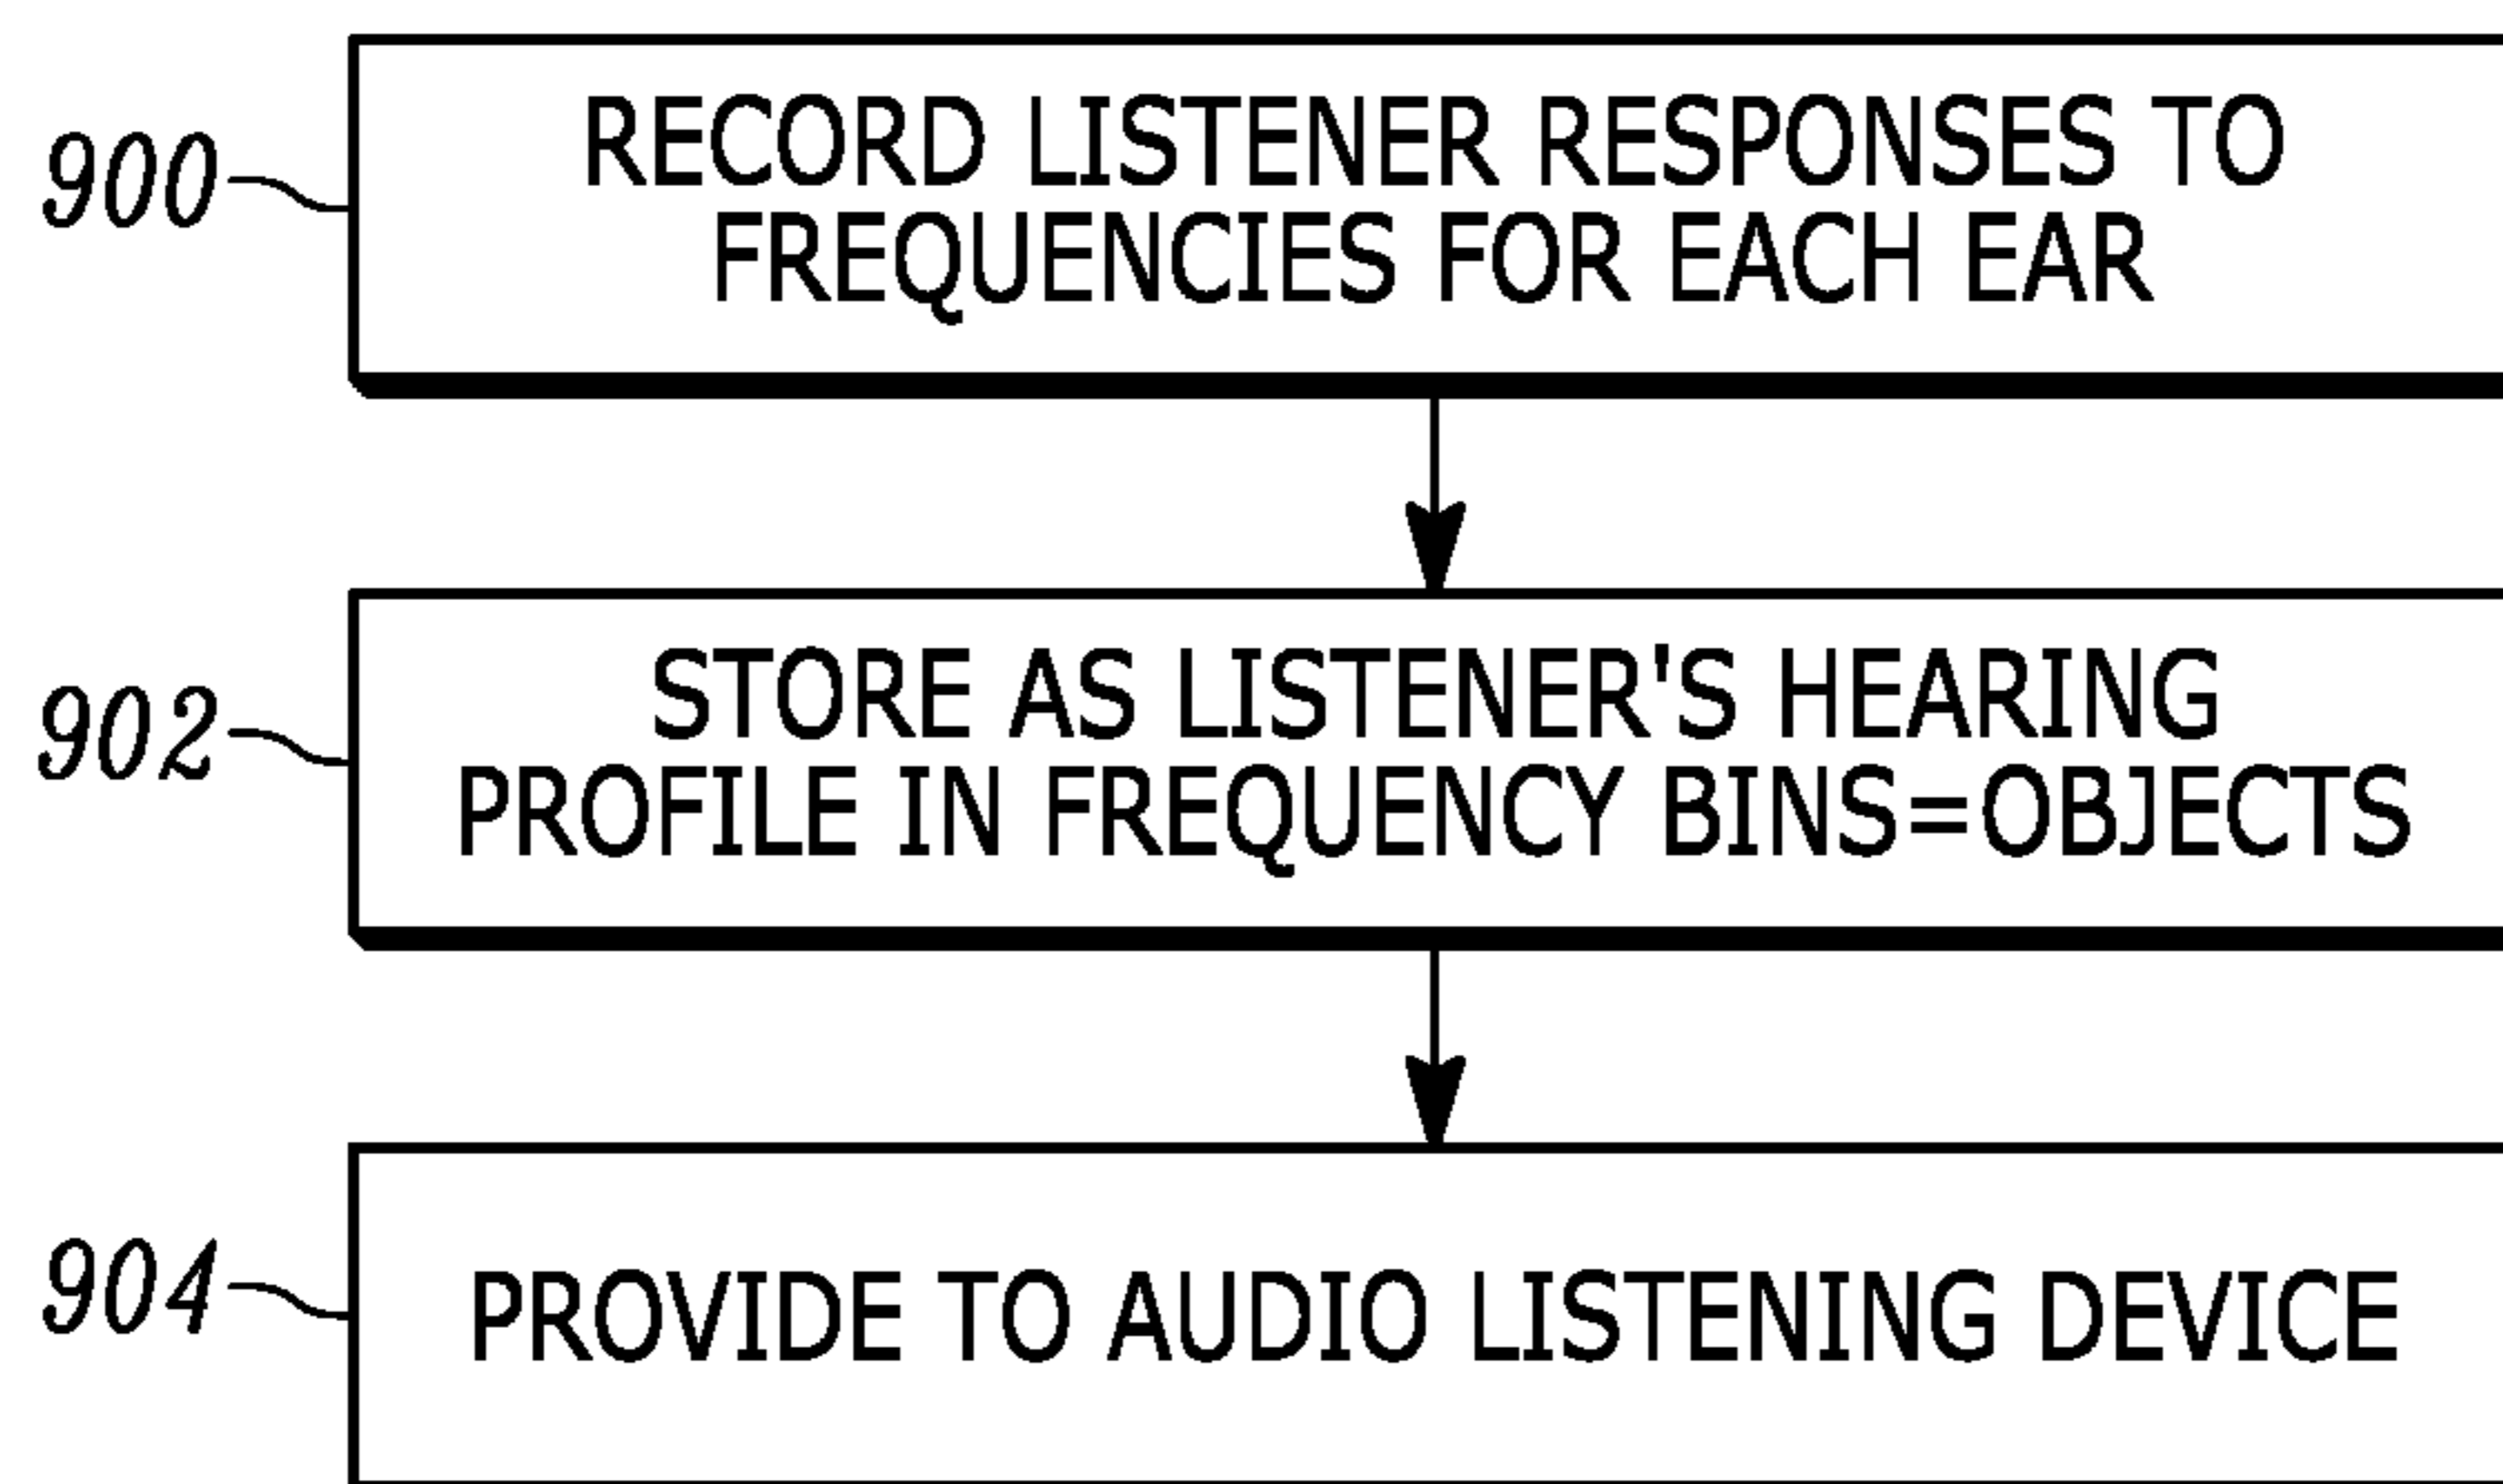 900
RECORD LISTENER RESPONSES TO
FREQUENCIES FOR EACH EAR
902
STORE AS LISTENER'S HEARING
PROFILE IN FREQUENCY BINS=OBJECTS
904
PROVIDE TO AUDIO LISTENING DEVICE